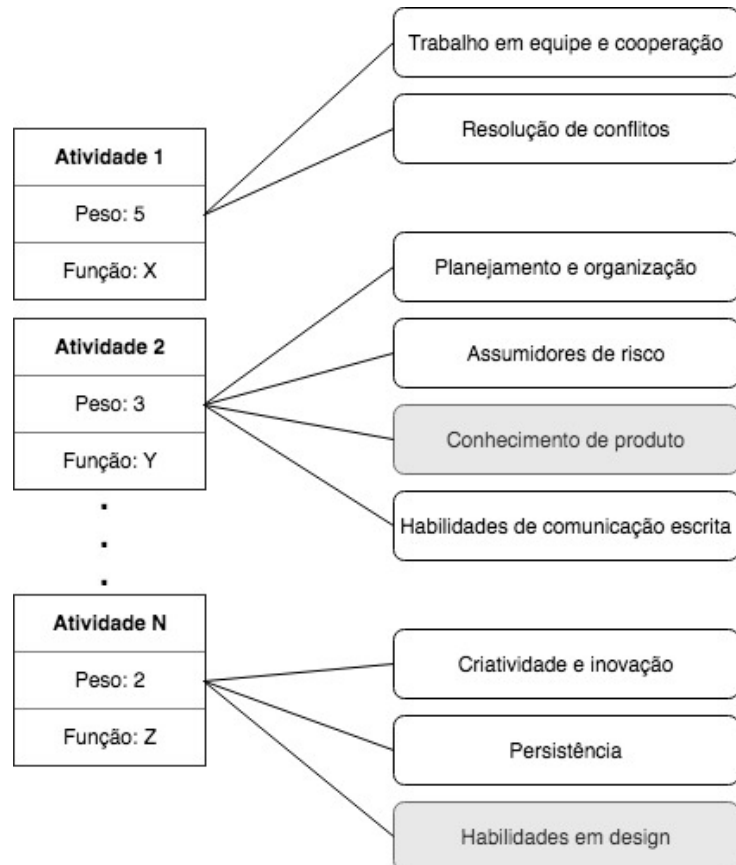 Trabalho em equipe e cooperação
Resolução de conflitos
Atividade 1
Peso: 5
Função: X
Planejamento e organização
Assumidores de risco
Conhecimento de produto
Habilidades de comunicação escrita
Atividade 2
Peso: 3
Função: Y
.
.
.
Atividade N
Peso: 2
Função: Z
Criatividade e inovação
Persistência
Habilidades em design